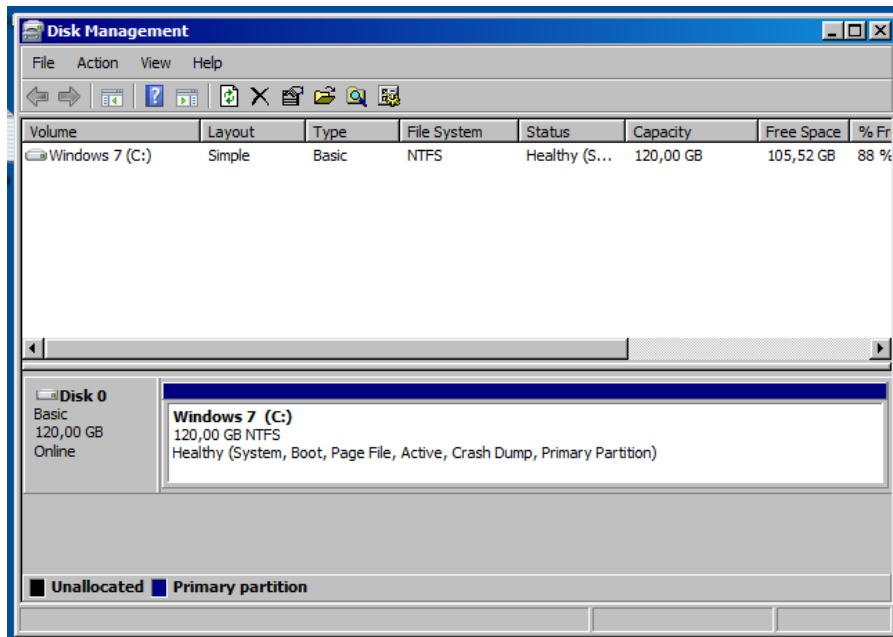 Disk Management
File Action View Help
Volume Layout Type File System Status Capacity Free Space % Fr
Windows 7 (C:) Simple Basic NTFS Healthy (S... 120,00 GB 105,52 GB 88 %
Disk 0
Basic
120,00 GB
Online
Windows 7 (C:)
120,00 GB NTFS
Healthy (System, Boot, Page File, Active, Crash Dump, Primary Partition)
Unallocated Primary partition